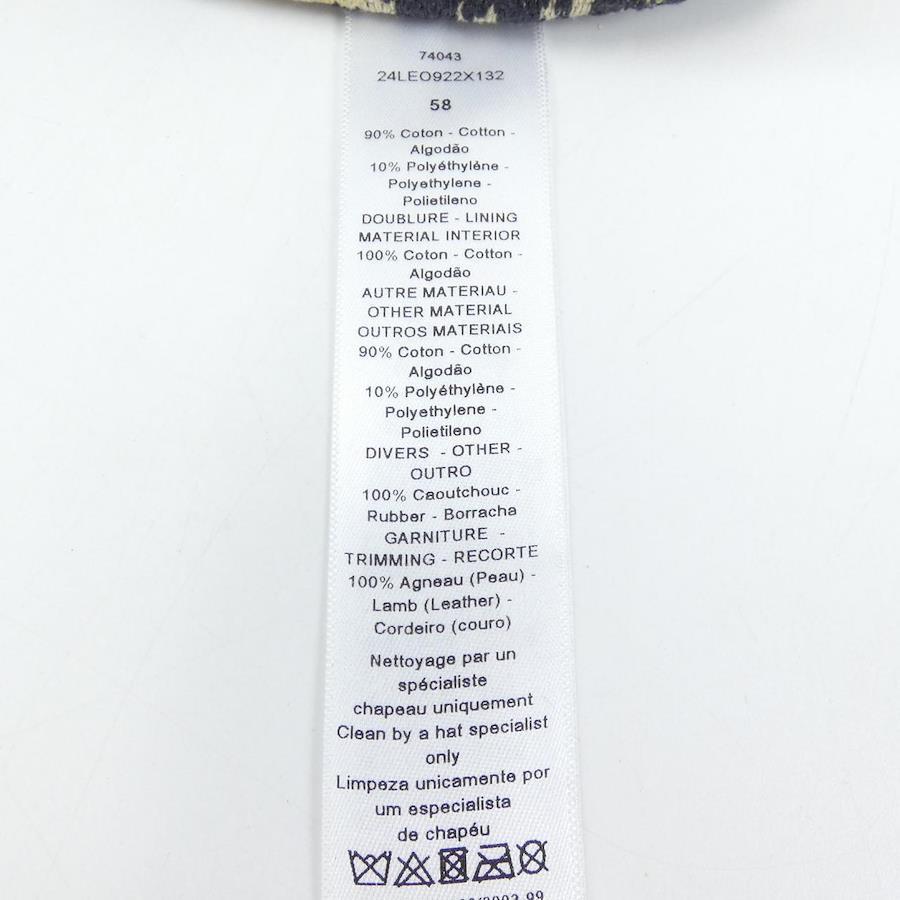 74043
24LEO922X132
58
90% Coton - Cotton -
Algodão
10% Polyéthylène -
Polyethylene -
Polietileno
DOUBLURE - LINING
MATERIAL INTERIOR
100% Coton - Cotton -
Algodão
AUTRE MATERIAU -
OTHER MATERIAL
OUTROS MATERIAIS
90% Coton - Cotton -
Algodão
10% Polyéthylène -
Polyethylene -
Polietileno
DIVERS - OTHER -
OUTRO
100% Caoutchouc -
Rubber - Borracha
GARNITURE -
TRIMMING - RECORTE
100% Agneau (Peau) -
Lamb (Leather) -
Cordeiro (couro)
Nettoyage par un
spécialiste
chapeau uniquement
Clean by a hat specialist
only
Limpeza unicamente por
um especialista
de chapéu